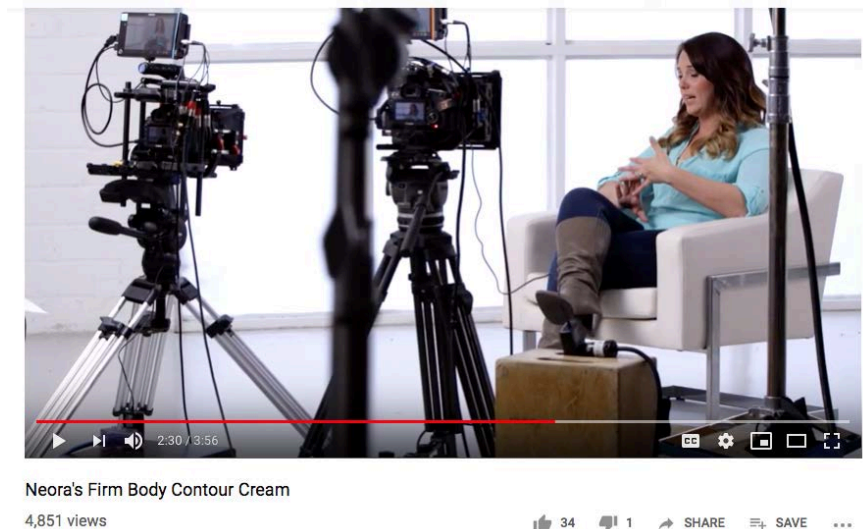 2:30 / 3:56
CC
Neora's Firm Body Contour Cream
4,851 views
34
1
SHARE
SAVE